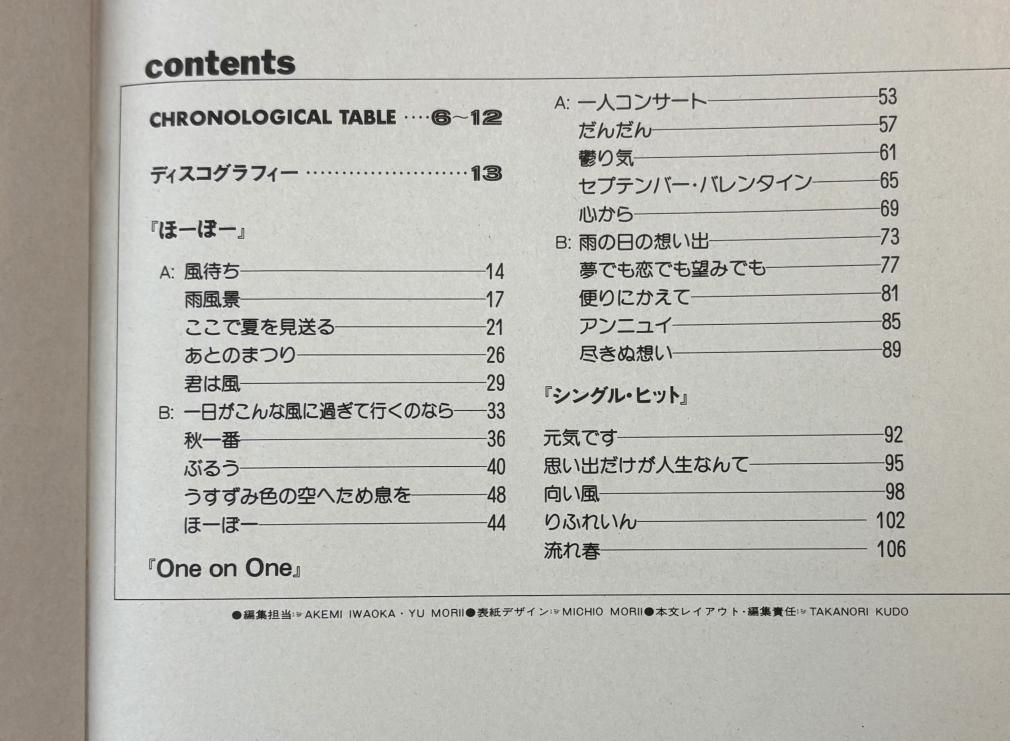 contents
CHRONOLOGICAL TABLE ····6~12
ディスコグラフィー ······················13
『ほーぼー』
A: 風待ち 14
雨風景 17
ここで夏を見送る 21
あとのまつり 26
君は風 29
B: 一日がこんな風に過ぎて行くのなら 33
秋一番 36
ぶるう 40
うすずみ色の空へため息を 48
ほーぼー 44
『One on One』
A: 一人コンサート 53
だんだん 57
鬱り気 61
セプテンバー・バレンタイン 65
心から 69
B: 雨の日の想い出 73
夢でも恋でも望みでも 77
便りにかえて 81
アンニュイ 85
尽きぬ想い 89
『シングル・ヒット』
元気です 92
思い出だけが人生なんて 95
向い風 98
りふれいん 102
流れ春 106
●編集担当:☞AKEMI IWAOKA・YU MORII●表紙デザイン:☞MICHIO MORII●本文レイアウト・編集責任:☞TAKANORI KUDO